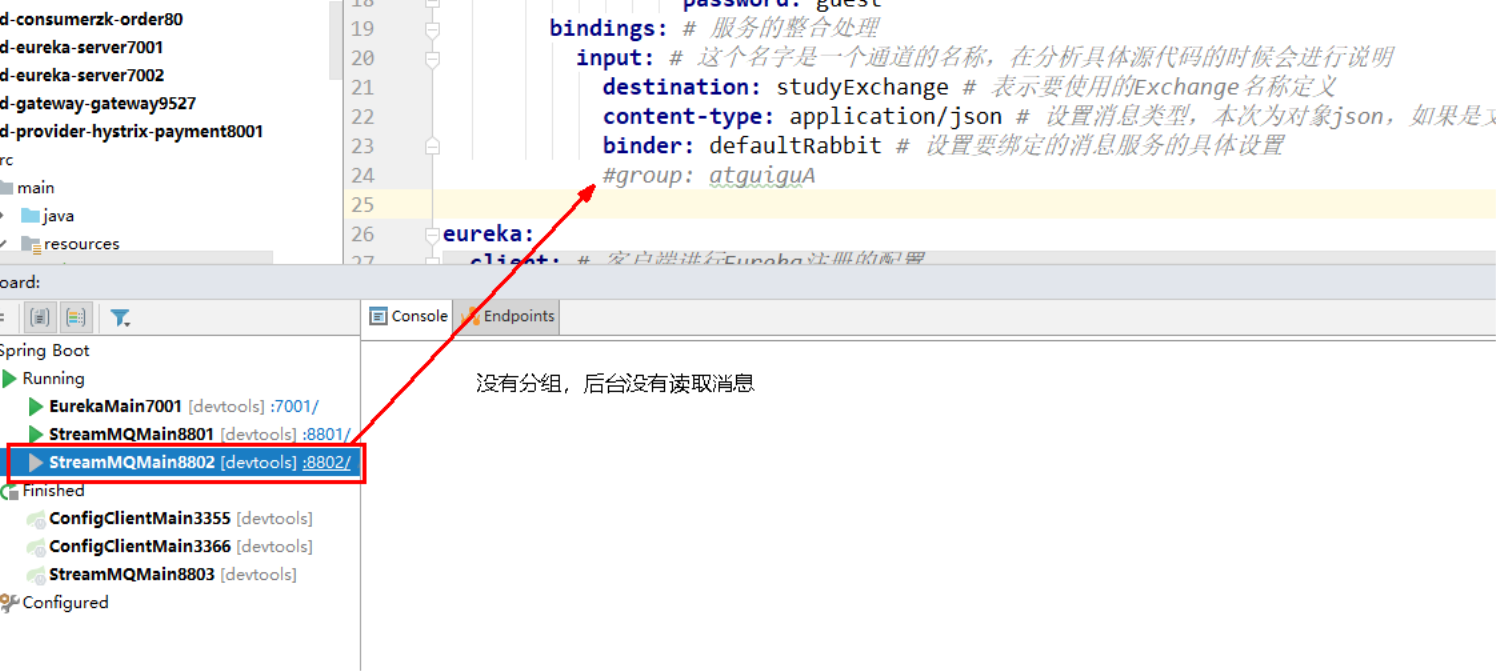 d-consumerzk-order80
d-eureka-server7001
d-eureka-server7002
d-gateway-gateway9527
d-provider-hystrix-payment8001
rc
main
java
resources
18 password: guest
19 bindings: # 服务的整合处理
20 input: # 这个名字是一个通道的名称，在分析具体源代码的时候会进行说明
21 destination: studyExchange # 表示要使用的Exchange名称定义
22 content-type: application/json # 设置消息类型，本次为对象json，如果是文
23 binder: defaultRabbit # 设置要绑定的消息服务的具体设置
24 #group: atguiguA
25
26 eureka:
27 client: # 客户端进行Eureka注册的配置
oard:
Console Endpoints
Spring Boot
Running
EurekaMain7001 [devtools] :7001/
StreamMQMain8801 [devtools] :8801/
StreamMQMain8802 [devtools] :8802/
Finished
ConfigClientMain3355 [devtools]
ConfigClientMain3366 [devtools]
StreamMQMain8803 [devtools]
Configured
没有分组，后台没有读取消息